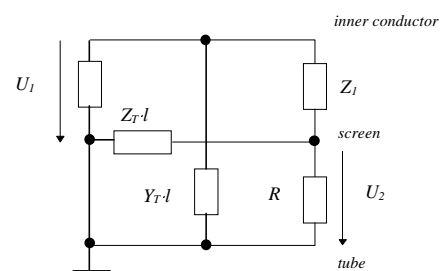 inner conductor
U1
Z1
ZT·l
screen
YT·l
R
U2
tube